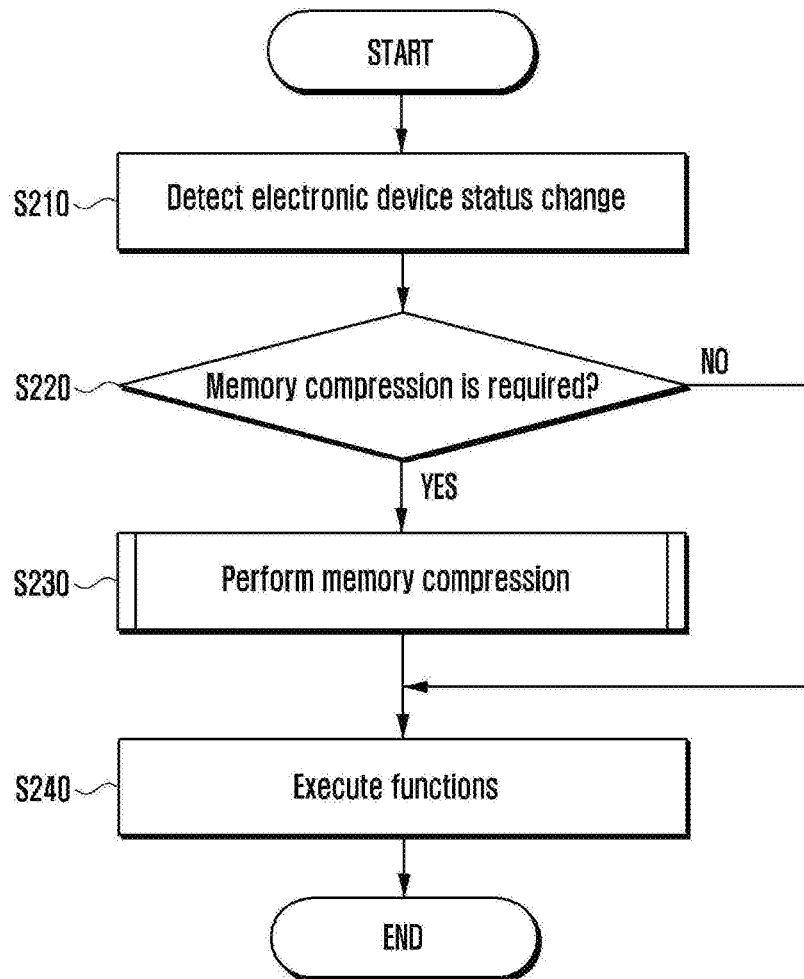 START
S210
Detect electronic device status change
S220
Memory compression is required?
NO
YES
S230
Perform memory compression
S240
Execute functions
END